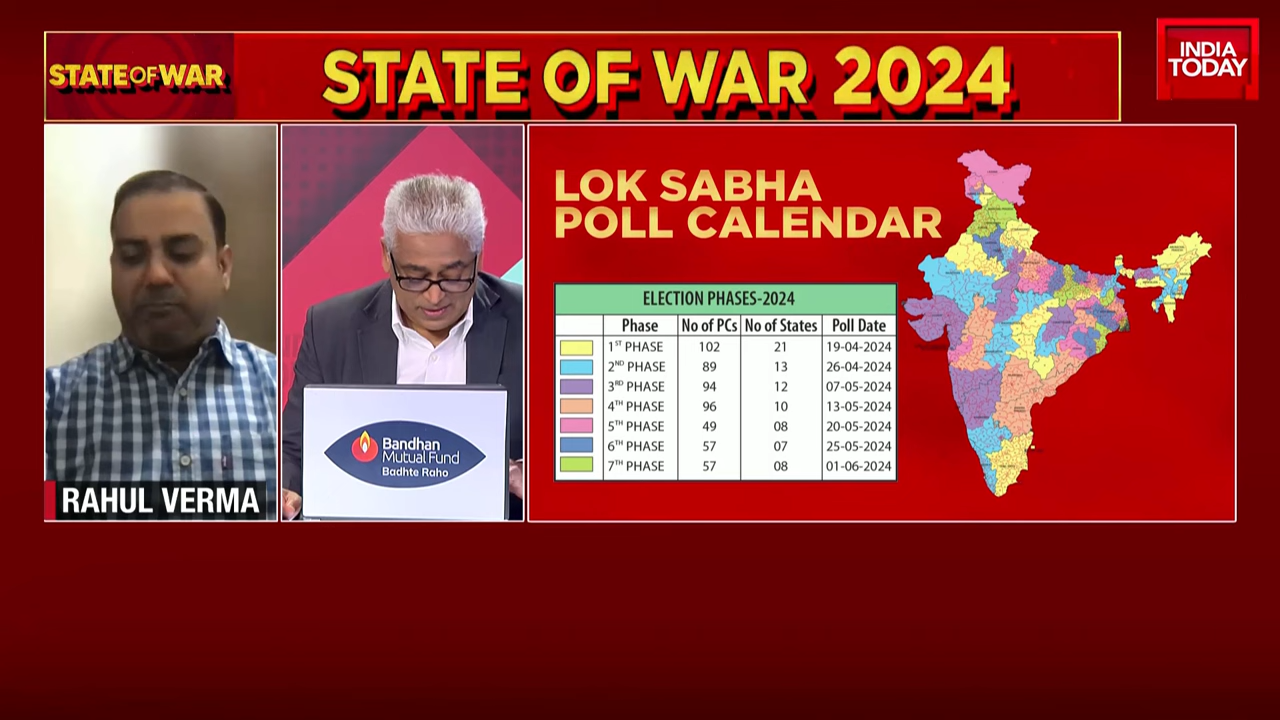 STATE OF WAR
STATE OF WAR 2024
INDIA
TODAY
LOK SABHA
POLL CALENDAR
ELECTION PHASES-2024
Phase No of PCs No of States Poll Date
1ST PHASE 102 21 19-04-2024
2ND PHASE 89 13 26-04-2024
3RD PHASE 94 12 07-05-2024
4TH PHASE 96 10 13-05-2024
5TH PHASE 49 08 20-05-2024
6TH PHASE 57 07 25-05-2024
7TH PHASE 57 08 01-06-2024
Bandhan
Mutual Fund
Badhte Raho
RAHUL VERMA